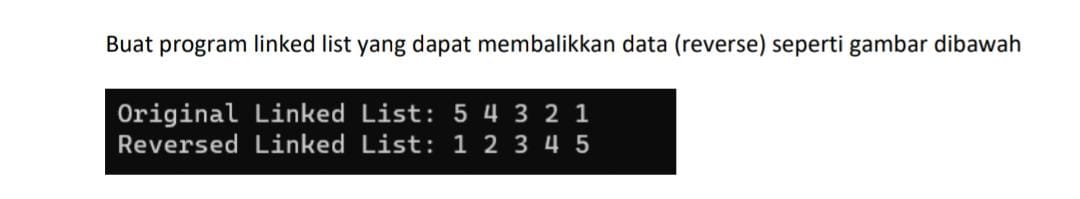 Buat program linked list yang dapat membalikkan data (reverse) seperti gambar dibawah
Original Linked List: 5 4 3 2 1
Reversed Linked List: 1 2 3 4 5